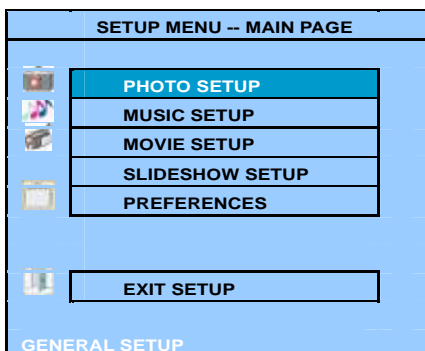 SETUP MENU -- MAIN PAGE
PHOTO SETUP
MUSIC SETUP
MOVIE SETUP
SLIDESHOW SETUP
PREFERENCES
EXIT SETUP
GENERAL SETUP